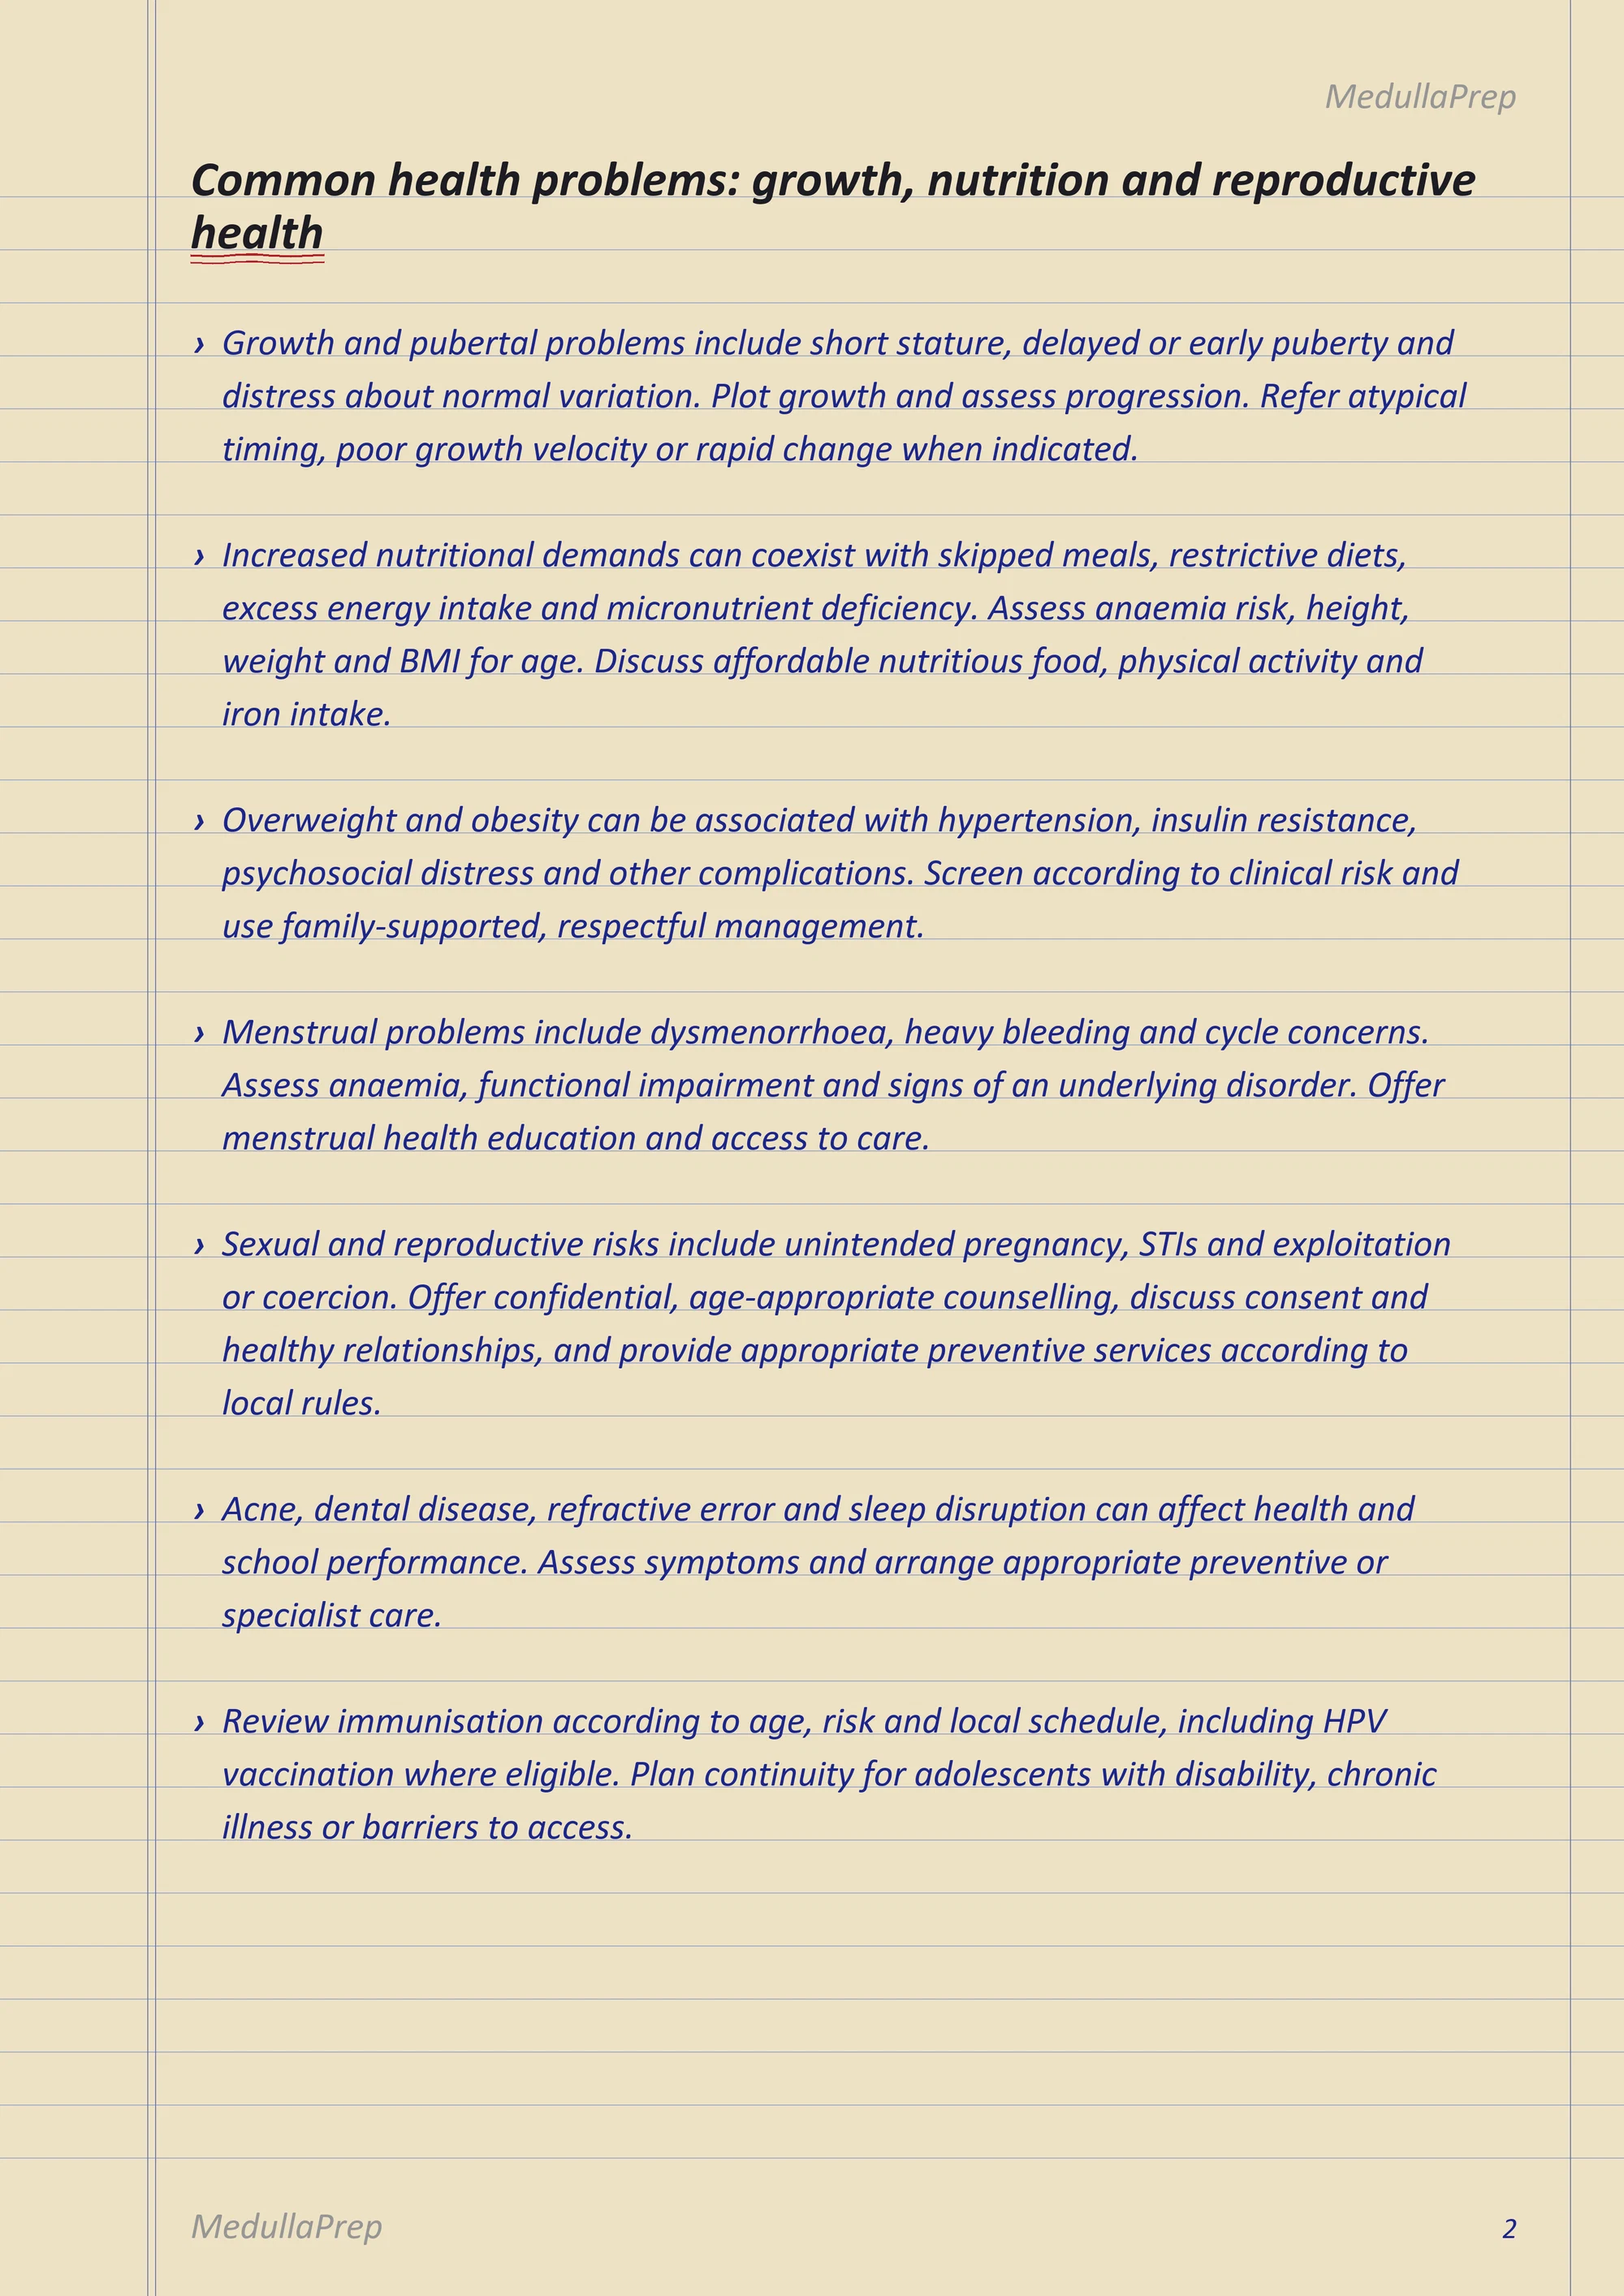 MedullaPrep
Common health problems: growth, nutrition and reproductive
health
› Growth and pubertal problems include short stature, delayed or early puberty and
distress about normal variation. Plot growth and assess progression. Refer atypical
timing, poor growth velocity or rapid change when indicated.
› Increased nutritional demands can coexist with skipped meals, restrictive diets,
excess energy intake and micronutrient deficiency. Assess anaemia risk, height,
weight and BMI for age. Discuss affordable nutritious food, physical activity and
iron intake.
› Overweight and obesity can be associated with hypertension, insulin resistance,
psychosocial distress and other complications. Screen according to clinical risk and
use family-supported, respectful management.
› Menstrual problems include dysmenorrhoea, heavy bleeding and cycle concerns.
Assess anaemia, functional impairment and signs of an underlying disorder. Offer
menstrual health education and access to care.
› Sexual and reproductive risks include unintended pregnancy, STIs and exploitation
or coercion. Offer confidential, age-appropriate counselling, discuss consent and
healthy relationships, and provide appropriate preventive services according to
local rules.
› Acne, dental disease, refractive error and sleep disruption can affect health and
school performance. Assess symptoms and arrange appropriate preventive or
specialist care.
› Review immunisation according to age, risk and local schedule, including HPV
vaccination where eligible. Plan continuity for adolescents with disability, chronic
illness or barriers to access.
MedullaPrep
2